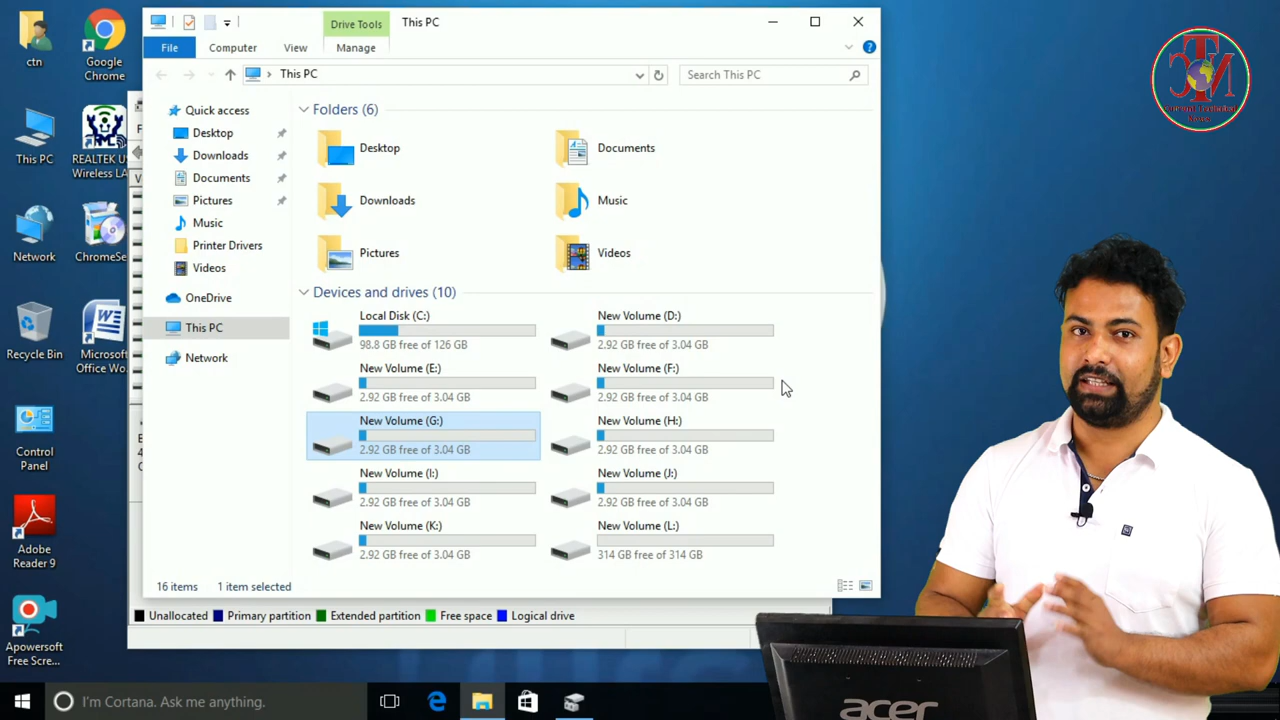 ctn
Google
Chrome
This PC
REALTEK U
Wireless LA
Network
ChromeSe
Recycle Bin
Microsoft
Office Wo...
Control
Panel
Adobe
Reader 9
Apowersoft
Free Scre...
Drive Tools
This PC
File
Computer
View
Manage
This PC
Search This PC
Quick access
Desktop
Downloads
Documents
Pictures
Music
Printer Drivers
Videos
OneDrive
This PC
Network
Folders (6)
Desktop
Documents
Downloads
Music
Pictures
Videos
Devices and drives (10)
Local Disk (C:)
98.8 GB free of 126 GB
New Volume (D:)
2.92 GB free of 3.04 GB
New Volume (E:)
2.92 GB free of 3.04 GB
New Volume (F:)
2.92 GB free of 3.04 GB
New Volume (G:)
2.92 GB free of 3.04 GB
New Volume (H:)
2.92 GB free of 3.04 GB
New Volume (I:)
2.92 GB free of 3.04 GB
New Volume (J:)
2.92 GB free of 3.04 GB
New Volume (K:)
2.92 GB free of 3.04 GB
New Volume (L:)
314 GB free of 314 GB
16 items
1 item selected
Unallocated
Primary partition
Extended partition
Free space
Logical drive
I'm Cortana. Ask me anything.
CTN
acer